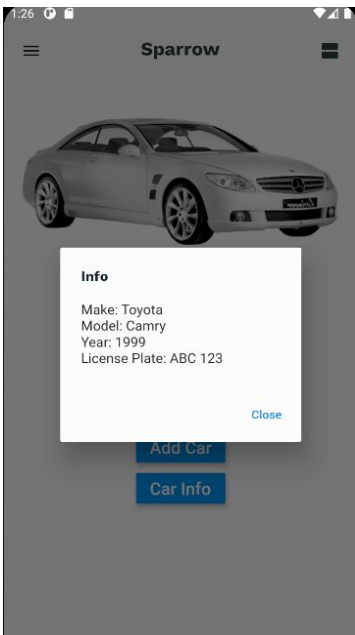 1:26
Sparrow
Info
Make: Toyota
Model: Camry
Year: 1999
License Plate: ABC 123
Close
Add Car
Car Info